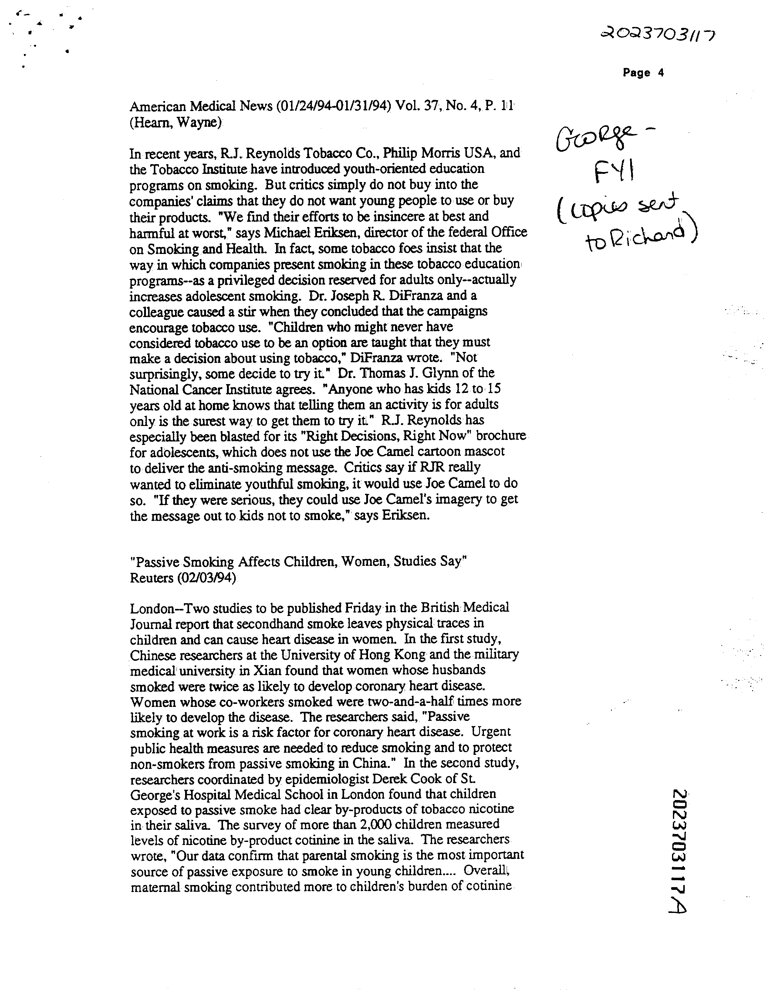 2023703117
Page 4
American Medical News (01/24/94-01/31/94) Vol. 37, No. 4, P. 11
(Hearn, Wayne)
George -
FYI
(copies sent
to Richard)
In recent years, R.J. Reynolds Tobacco Co., Philip Morris USA, and
the Tobacco Institute have introduced youth-oriented education
programs on smoking. But critics simply do not buy into the
companies' claims that they do not want young people to use or buy
their products. "We find their efforts to be insincere at best and
harmful at worst," says Michael Eriksen, director of the federal Office
on Smoking and Health. In fact, some tobacco foes insist that the
way in which companies present smoking in these tobacco education
programs--as a privileged decision reserved for adults only--actually
increases adolescent smoking. Dr. Joseph R. DiFranza and a
colleague caused a stir when they concluded that the campaigns
encourage tobacco use. "Children who might never have
considered tobacco use to be an option are taught that they must
make a decision about using tobacco," DiFranza wrote. "Not
surprisingly, some decide to try it." Dr. Thomas J. Glynn of the
National Cancer Institute agrees. "Anyone who has kids 12 to 15
years old at home knows that telling them an activity is for adults
only is the surest way to get them to try it." R.J. Reynolds has
especially been blasted for its "Right Decisions, Right Now" brochure
for adolescents, which does not use the Joe Camel cartoon mascot
to deliver the anti-smoking message. Critics say if RJR really
wanted to eliminate youthful smoking, it would use Joe Camel to do
so. "If they were serious, they could use Joe Camel's imagery to get
the message out to kids not to smoke," says Eriksen.
"Passive Smoking Affects Children, Women, Studies Say"
Reuters (02/03/94)
London--Two studies to be published Friday in the British Medical
Journal report that secondhand smoke leaves physical traces in
children and can cause heart disease in women. In the first study,
Chinese researchers at the University of Hong Kong and the military
medical university in Xian found that women whose husbands
smoked were twice as likely to develop coronary heart disease.
Women whose co-workers smoked were two-and-a-half times more
likely to develop the disease. The researchers said, "Passive
smoking at work is a risk factor for coronary heart disease. Urgent
public health measures are needed to reduce smoking and to protect
non-smokers from passive smoking in China." In the second study,
researchers coordinated by epidemiologist Derek Cook of St.
George's Hospital Medical School in London found that children
exposed to passive smoke had clear by-products of tobacco nicotine
in their saliva. The survey of more than 2,000 children measured
levels of nicotine by-product cotinine in the saliva. The researchers
wrote, "Our data confirm that parental smoking is the most important
source of passive exposure to smoke in young children.... Overall,
maternal smoking contributed more to children's burden of cotinine
2023703117A